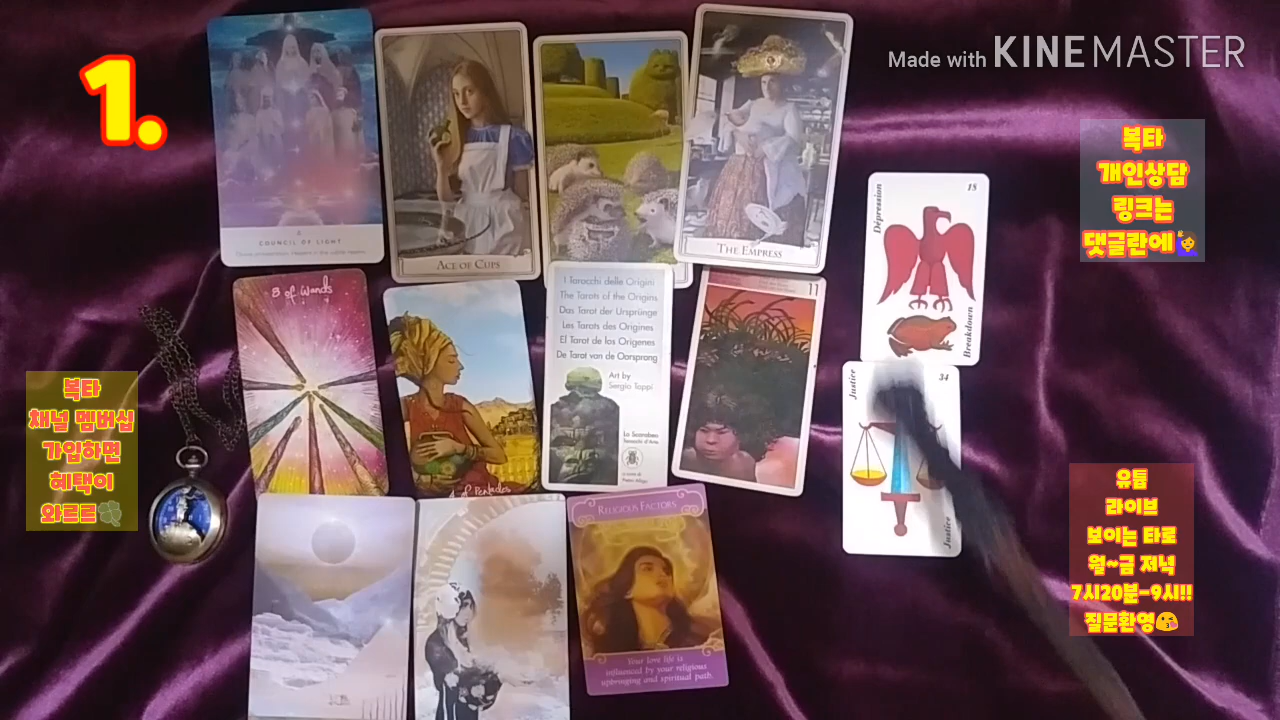 1.
Made with KINEMASTER
복타
개인상담
링크는
댓글란에🙋‍♀️
COUNCIL OF LIGHT
ACE OF CUPS
THE EMPRESS
Dépression
18
Breakdown
8 of Wands
I Tarocchi delle Origini
The Tarots of the Origins
Das Tarot der Ursprünge
Les Tarots des Origines
El Tarot de los Origenes
De Tarot van de Oorsprong
Art by
Sergio Toppi
Lo Scarabeo
11
Justice
34
Justice
of Pentacles
복타
채널 멤버십
가입하면
혜택이
와르르🍀
유튭
라이브
보이는 타로
월~금 저녁
7시20분-9시!!
질문환영😘
RELIGIOUS FACTORS
Your love life is
influenced by your religious
upbringing and spiritual path.